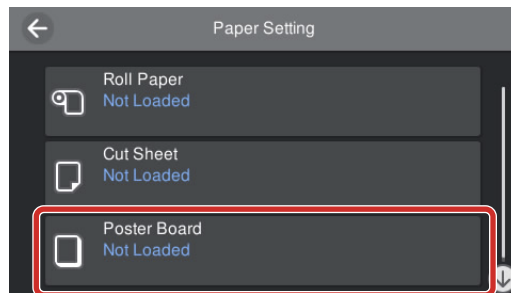 Paper Setting
Roll Paper
Not Loaded
Cut Sheet
Not Loaded
Poster Board
Not Loaded